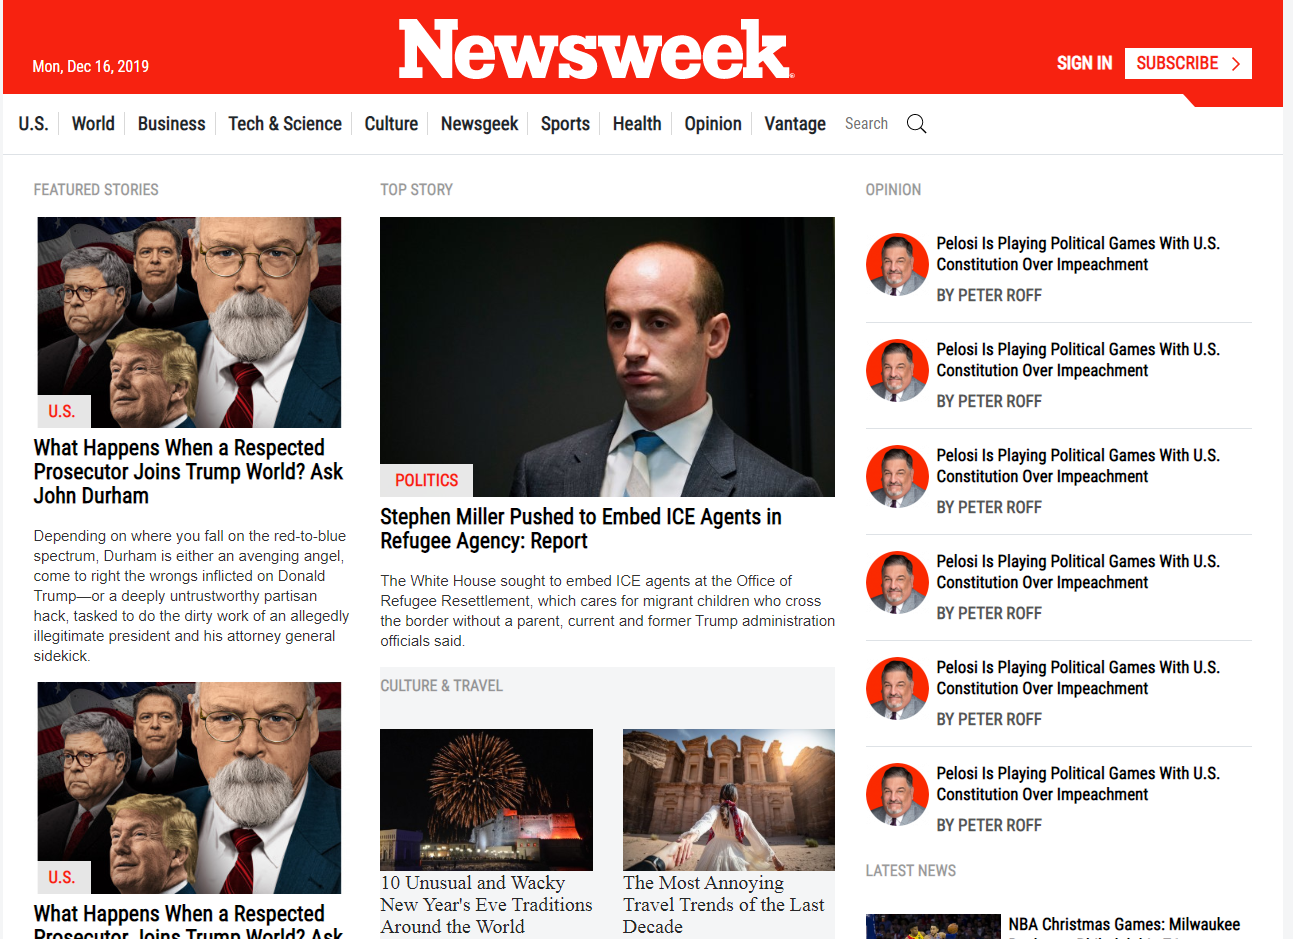 Newsweek
Mon, Dec 16, 2019
SIGN IN
SUBSCRIBE
U.S.
World
Business
Tech & Science
Culture
Newsgeek
Sports
Health
Opinion
Vantage
Search
FEATURED STORIES
U.S.
What Happens When a Respected
Prosecutor Joins Trump World? Ask
John Durham
Depending on where you fall on the red-to-blue
spectrum, Durham is either an avenging angel,
come to right the wrongs inflicted on Donald
Trump—or a deeply untrustworthy partisan
hack, tasked to do the dirty work of an allegedly
illegitimate president and his attorney general
sidekick.
U.S.
What Happens When a Respected
Prosecutor Joins Trump World? Ask
TOP STORY
POLITICS
Stephen Miller Pushed to Embed ICE Agents in
Refugee Agency: Report
The White House sought to embed ICE agents at the Office of
Refugee Resettlement, which cares for migrant children who cross
the border without a parent, current and former Trump administration
officials said.
CULTURE & TRAVEL
10 Unusual and Wacky
New Year's Eve Traditions
Around the World
The Most Annoying
Travel Trends of the Last
Decade
OPINION
Pelosi Is Playing Political Games With U.S.
Constitution Over Impeachment
BY PETER ROFF
Pelosi Is Playing Political Games With U.S.
Constitution Over Impeachment
BY PETER ROFF
Pelosi Is Playing Political Games With U.S.
Constitution Over Impeachment
BY PETER ROFF
Pelosi Is Playing Political Games With U.S.
Constitution Over Impeachment
BY PETER ROFF
Pelosi Is Playing Political Games With U.S.
Constitution Over Impeachment
BY PETER ROFF
Pelosi Is Playing Political Games With U.S.
Constitution Over Impeachment
BY PETER ROFF
LATEST NEWS
NBA Christmas Games: Milwaukee